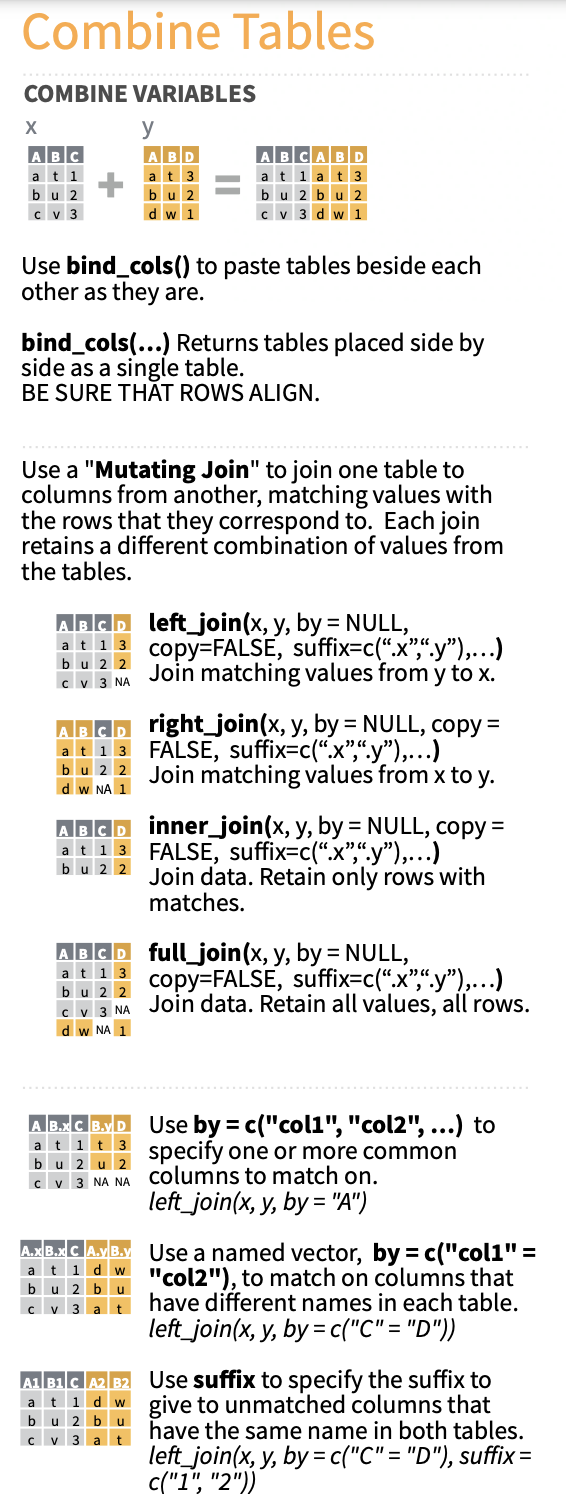 Combine Tables
COMBINE VARIABLES
x y
A B C A B D A B C A B D
a t 1 a t 3 a t 1 a t 3
b u 2 + b u 2 = b u 2 b u 2
c v 3 d w 1 c v 3 d w 1
Use bind_cols() to paste tables beside each
other as they are.
bind_cols(…) Returns tables placed side by
side as a single table.
BE SURE THAT ROWS ALIGN.
Use a "Mutating Join" to join one table to
columns from another, matching values with
the rows that they correspond to. Each join
retains a different combination of values from
the tables.
A B C D
a t 1 3
b u 2 2
c v 3 NA
left_join(x, y, by = NULL,
copy=FALSE, suffix=c(“.x”,“.y”),…)
Join matching values from y to x.
A B C D
a t 1 3
b u 2 2
d w NA 1
right_join(x, y, by = NULL, copy =
FALSE, suffix=c(“.x”,“.y”),…)
Join matching values from x to y.
A B C D
a t 1 3
b u 2 2
inner_join(x, y, by = NULL, copy =
FALSE, suffix=c(“.x”,“.y”),…)
Join data. Retain only rows with
matches.
A B C D
a t 1 3
b u 2 2
c v 3 NA
d w NA 1
full_join(x, y, by = NULL,
copy=FALSE, suffix=c(“.x”,“.y”),…)
Join data. Retain all values, all rows.
A B.x C B.y D
a t 1 t 3
b u 2 u 2
c v 3 NA NA
Use by = c("col1", "col2", …) to
specify one or more common
columns to match on.
left_join(x, y, by = "A")
A.x B.x C A.y B.y
a t 1 d w
b u 2 b u
c v 3 a t
Use a named vector, by = c("col1" =
"col2"), to match on columns that
have different names in each table.
left_join(x, y, by = c("C" = "D"))
A1 B1 C A2 B2
a t 1 d w
b u 2 b u
c v 3 a t
Use suffix to specify the suffix to
give to unmatched columns that
have the same name in both tables.
left_join(x, y, by = c("C" = "D"), suffix =
c("1", "2"))